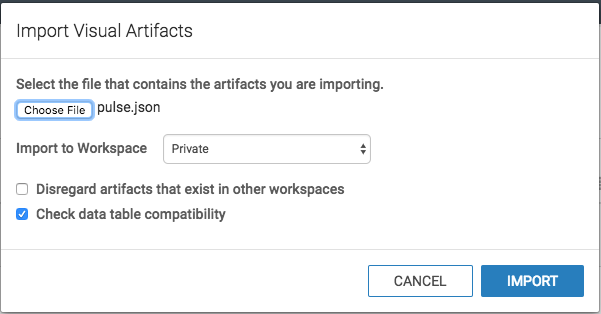 Import Visual Artifacts
Select the file that contains the artifacts you are importing.
Choose File pulse.json
Import to Workspace Private
Disregard artifacts that exist in other workspaces
Check data table compatibility
CANCEL IMPORT